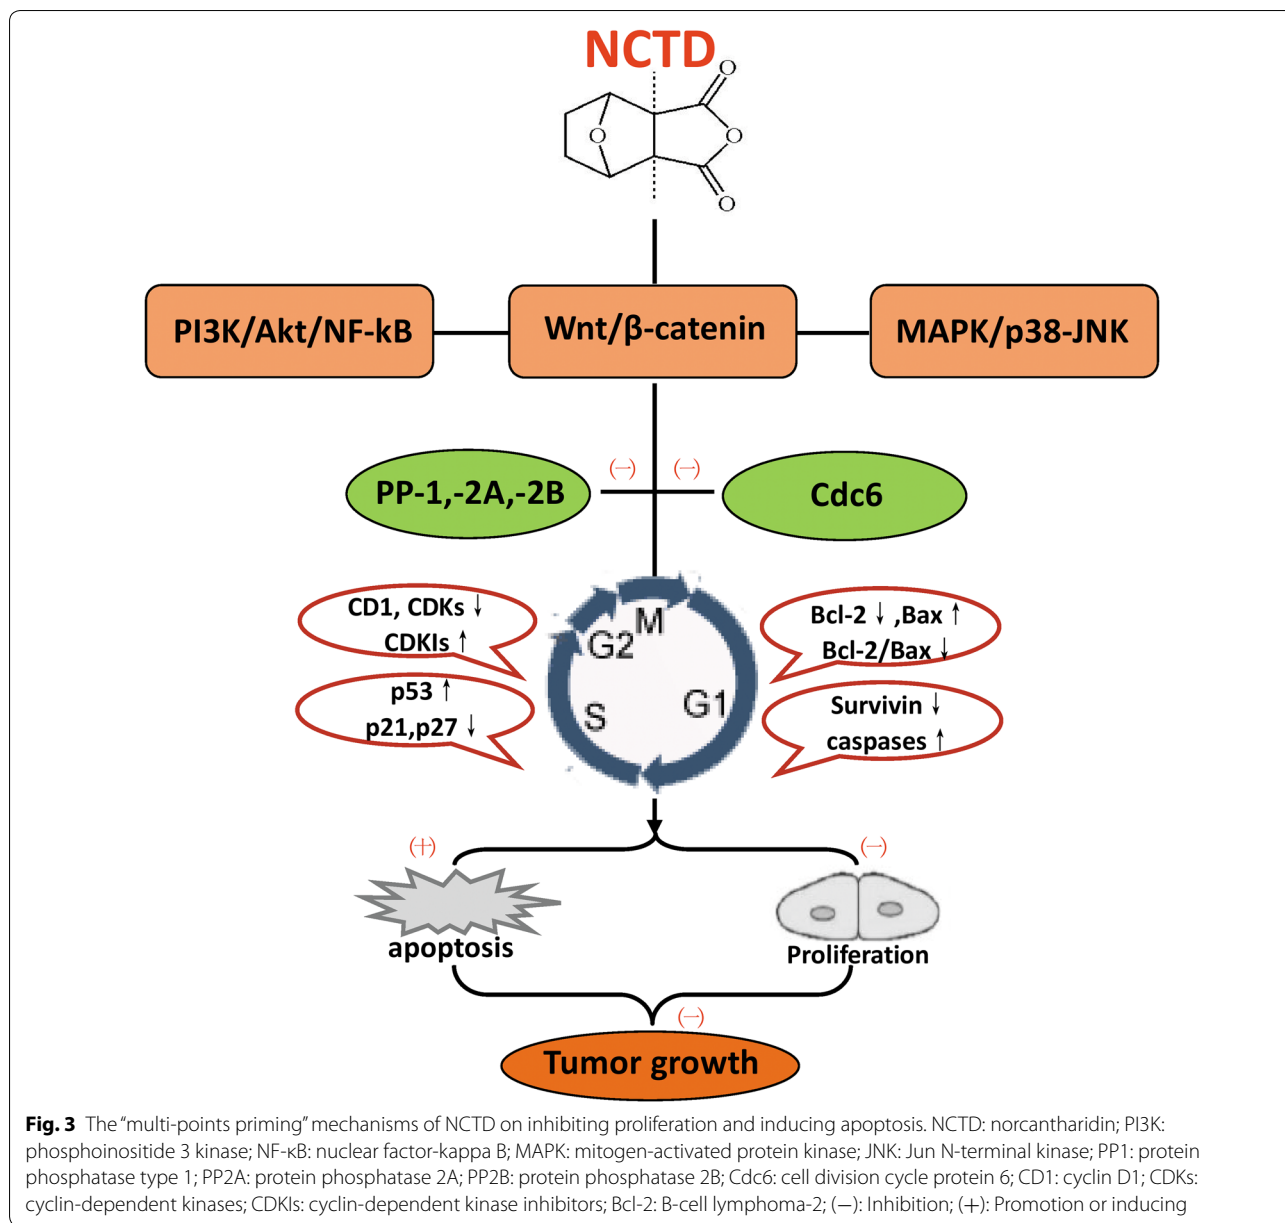 NCTD
O
O
O
O
PI3K/Akt/NF-kB
Wnt/β-catenin
MAPK/p38-JNK
(−)
(−)
PP-1,-2A,-2B
Cdc6
CD1, CDKs ↓
CDKIs ↑
Bcl-2 ↓ ,Bax ↑
Bcl-2/Bax ↓
p53 ↑
p21,p27 ↓
Survivin ↓
caspases ↑
M
G2
G1
S
(+)
(−)
apoptosis
Proliferation
(−)
Tumor growth
Fig. 3 The “multi-points priming” mechanisms of NCTD on inhibiting proliferation and inducing apoptosis. NCTD: norcantharidin; PI3K:
phosphoinositide 3 kinase; NF-κB: nuclear factor-kappa B; MAPK: mitogen-activated protein kinase; JNK: Jun N-terminal kinase; PP1: protein
phosphatase type 1; PP2A: protein phosphatase 2A; PP2B: protein phosphatase 2B; Cdc6: cell division cycle protein 6; CD1: cyclin D1; CDKs:
cyclin-dependent kinases; CDKIs: cyclin-dependent kinase inhibitors; Bcl-2: B-cell lymphoma-2; (−): Inhibition; (+): Promotion or inducing